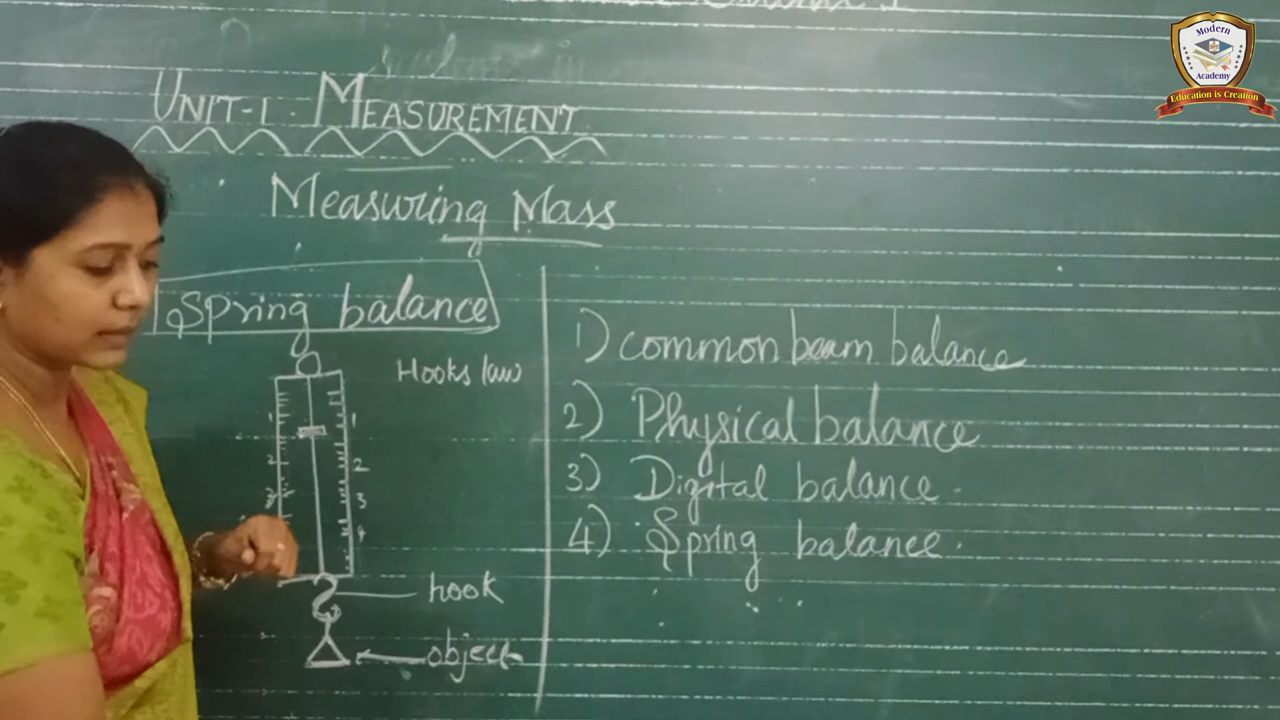 Modern
Academy
Education is Creation
UNIT-1. MEASUREMENT
Measuring Mass
Spring balance
Hooks law
1
2
3
1
2
3
4
hook
object
1) common beam balance
2) Physical balance
3) Digital balance.
4) Spring balance.